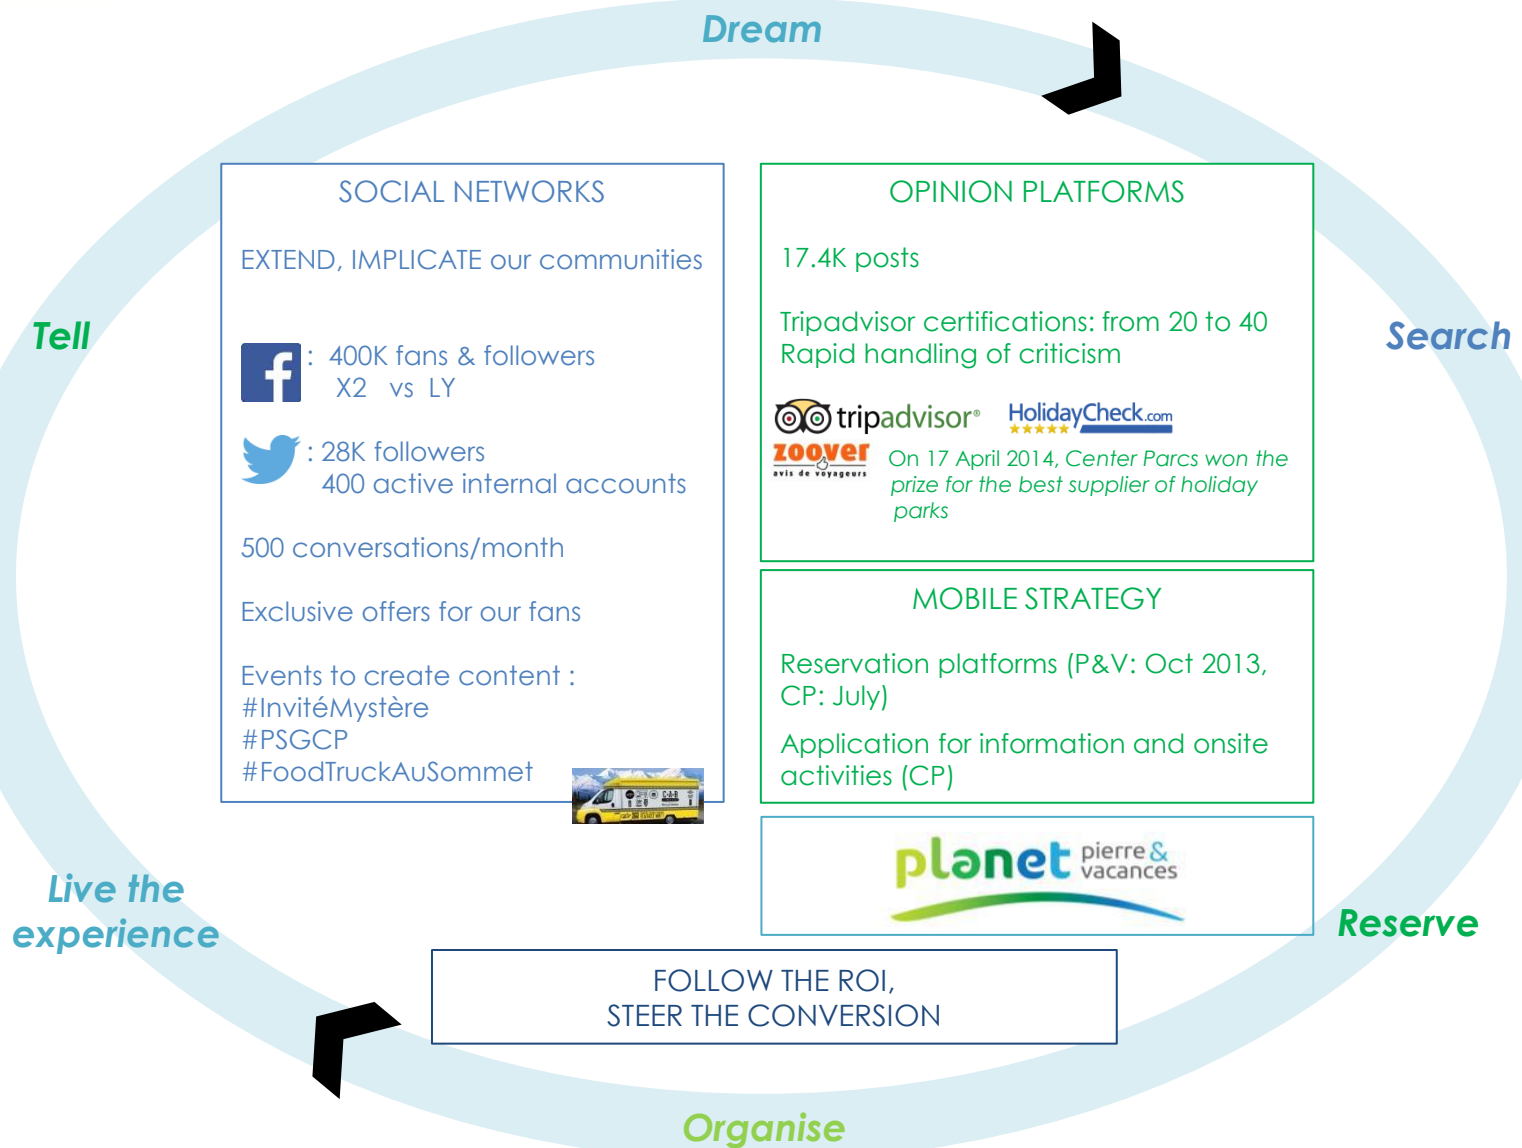 Dream
SOCIAL NETWORKS
EXTEND, IMPLICATE our communities
: 400K fans & followers
X2 vs LY
: 28K followers
400 active internal accounts
500 conversations/month
Exclusive offers for our fans
Events to create content :
#InvitéMystère
#PSGCP
#FoodTruckAuSommet
OPINION PLATFORMS
17.4K posts
Tripadvisor certifications: from 20 to 40
Rapid handling of criticism
tripadvisor®
HolidayCheck.com
zoover
avis de voyageurs
On 17 April 2014, Center Parcs won the
prize for the best supplier of holiday
parks
MOBILE STRATEGY
Reservation platforms (P&V: Oct 2013,
CP: July)
Application for information and onsite
activities (CP)
planet pierre &
vacances
FOLLOW THE ROI,
STEER THE CONVERSION
Tell
Search
Live the
experience
Reserve
Organise